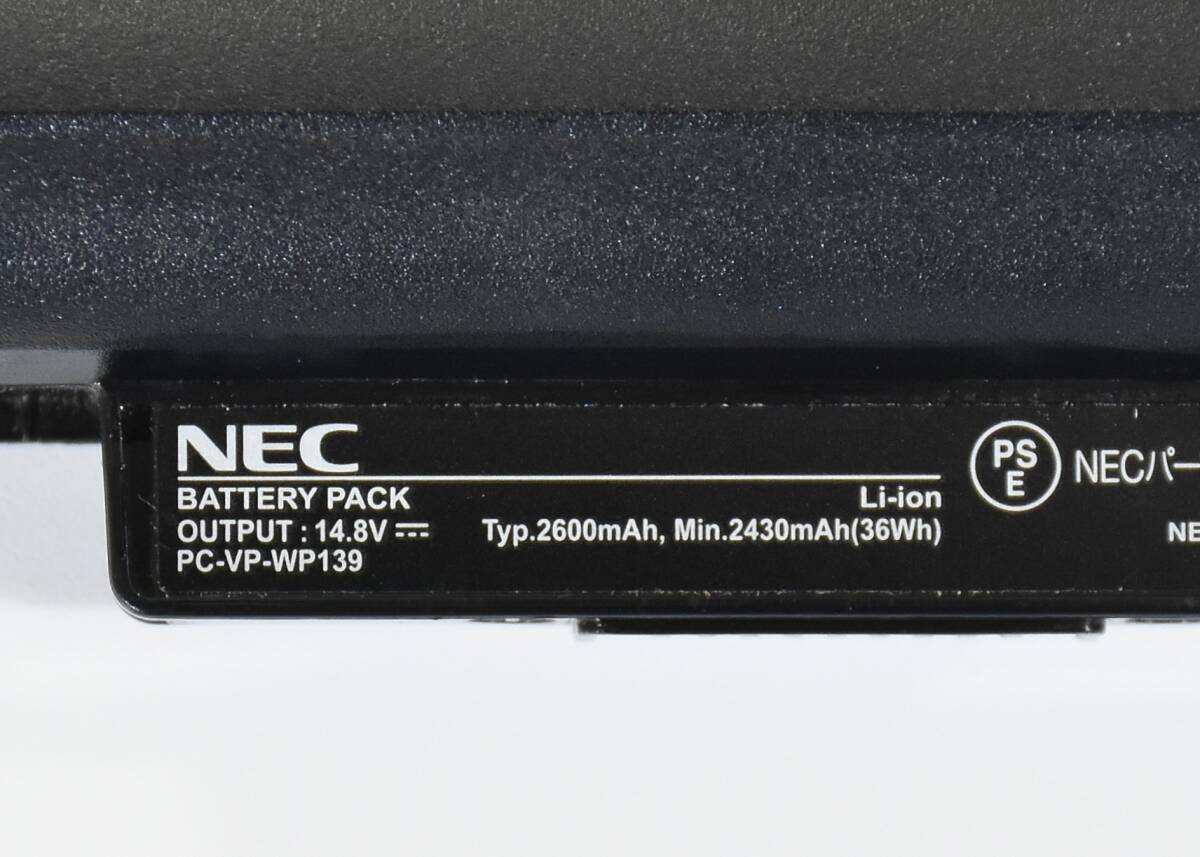 NEC
BATTERY PACK Li-ion
OUTPUT : 14.8V ⎓ Typ.2600mAh, Min.2430mAh(36Wh)
PC-VP-WP139
PS
E
NECパー
NE